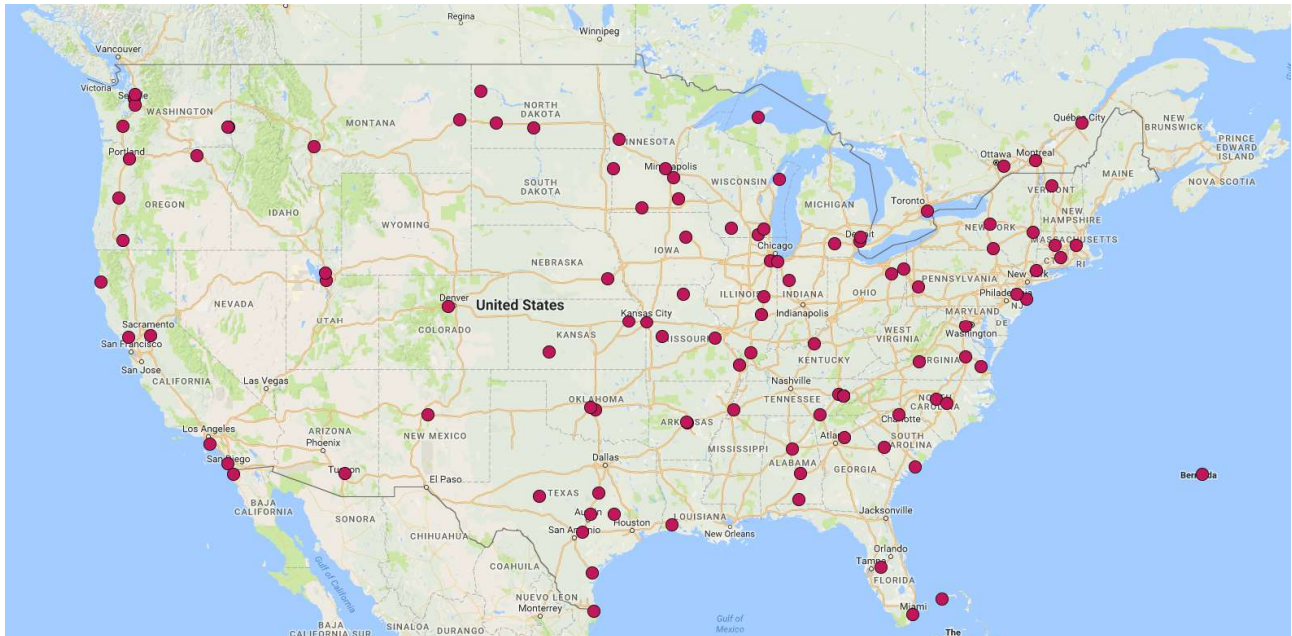 Regina
Winnipeg
Vancouver
Victoria
WASHINGTON
MONTANA
NORTH
DAKOTA
MINNESOTA
Québec City
NEW
BRUNSWICK
PRINCE
EDWARD
ISLAND
Ottawa
Montreal
NOVA SCOTIA
MAINE
Portland
OREGON
IDAHO
SOUTH
DAKOTA
Minneapolis
WISCONSIN
MICHIGAN
Toronto
VERMONT
NEW
HAMPSHIRE
MASSACHUSETTS
CT
RI
NEW YORK
WYOMING
IOWA
Chicago
Detroit
NEBRASKA
ILLINOIS
INDIANA
OHIO
PENNSYLVANIA
New York
Philadelphia
NJ
NEVADA
UTAH
Denver
COLORADO
United States
KANSAS
Kansas City
MISSOURI
Indianapolis
WEST
VIRGINIA
MARYLAND
DE
Washington
Sacramento
San Francisco
San Jose
CALIFORNIA
Las Vegas
KENTUCKY
VIRGINIA
Nashville
TENNESSEE
NORTH
CAROLINA
Charlotte
OKLAHOMA
ARKANSAS
Los Angeles
ARIZONA
Phoenix
NEW MEXICO
San Diego
Tucson
El Paso
Dallas
MISSISSIPPI
ALABAMA
Atlanta
GEORGIA
SOUTH
CAROLINA
Bermuda
BAJA
CALIFORNIA
SONORA
CHIHUAHUA
TEXAS
Austin
San Antonio
Houston
LOUISIANA
New Orleans
Jacksonville
Orlando
Tampa
FLORIDA
Miami
COAHUILA
NUEVO LEON
Monterrey
Gulf of
California
Gulf of
Mexico
BAJA
CALIFORNIA SUR
SINALOA
DURANGO
The